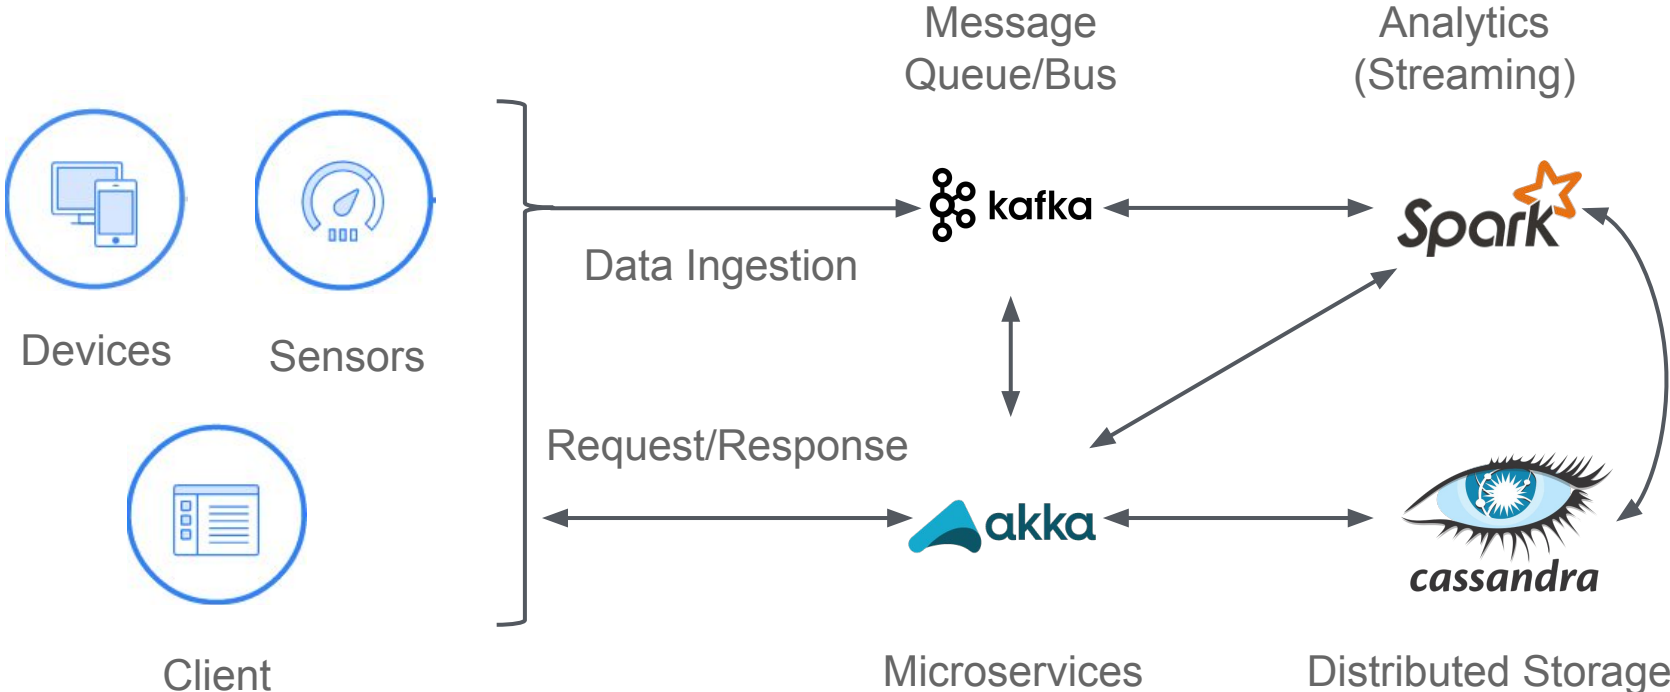 Message
Queue/Bus
Analytics
(Streaming)
kafka
Spark
Data Ingestion
Devices
Sensors
Request/Response
akka
cassandra
Client
Microservices
Distributed Storage